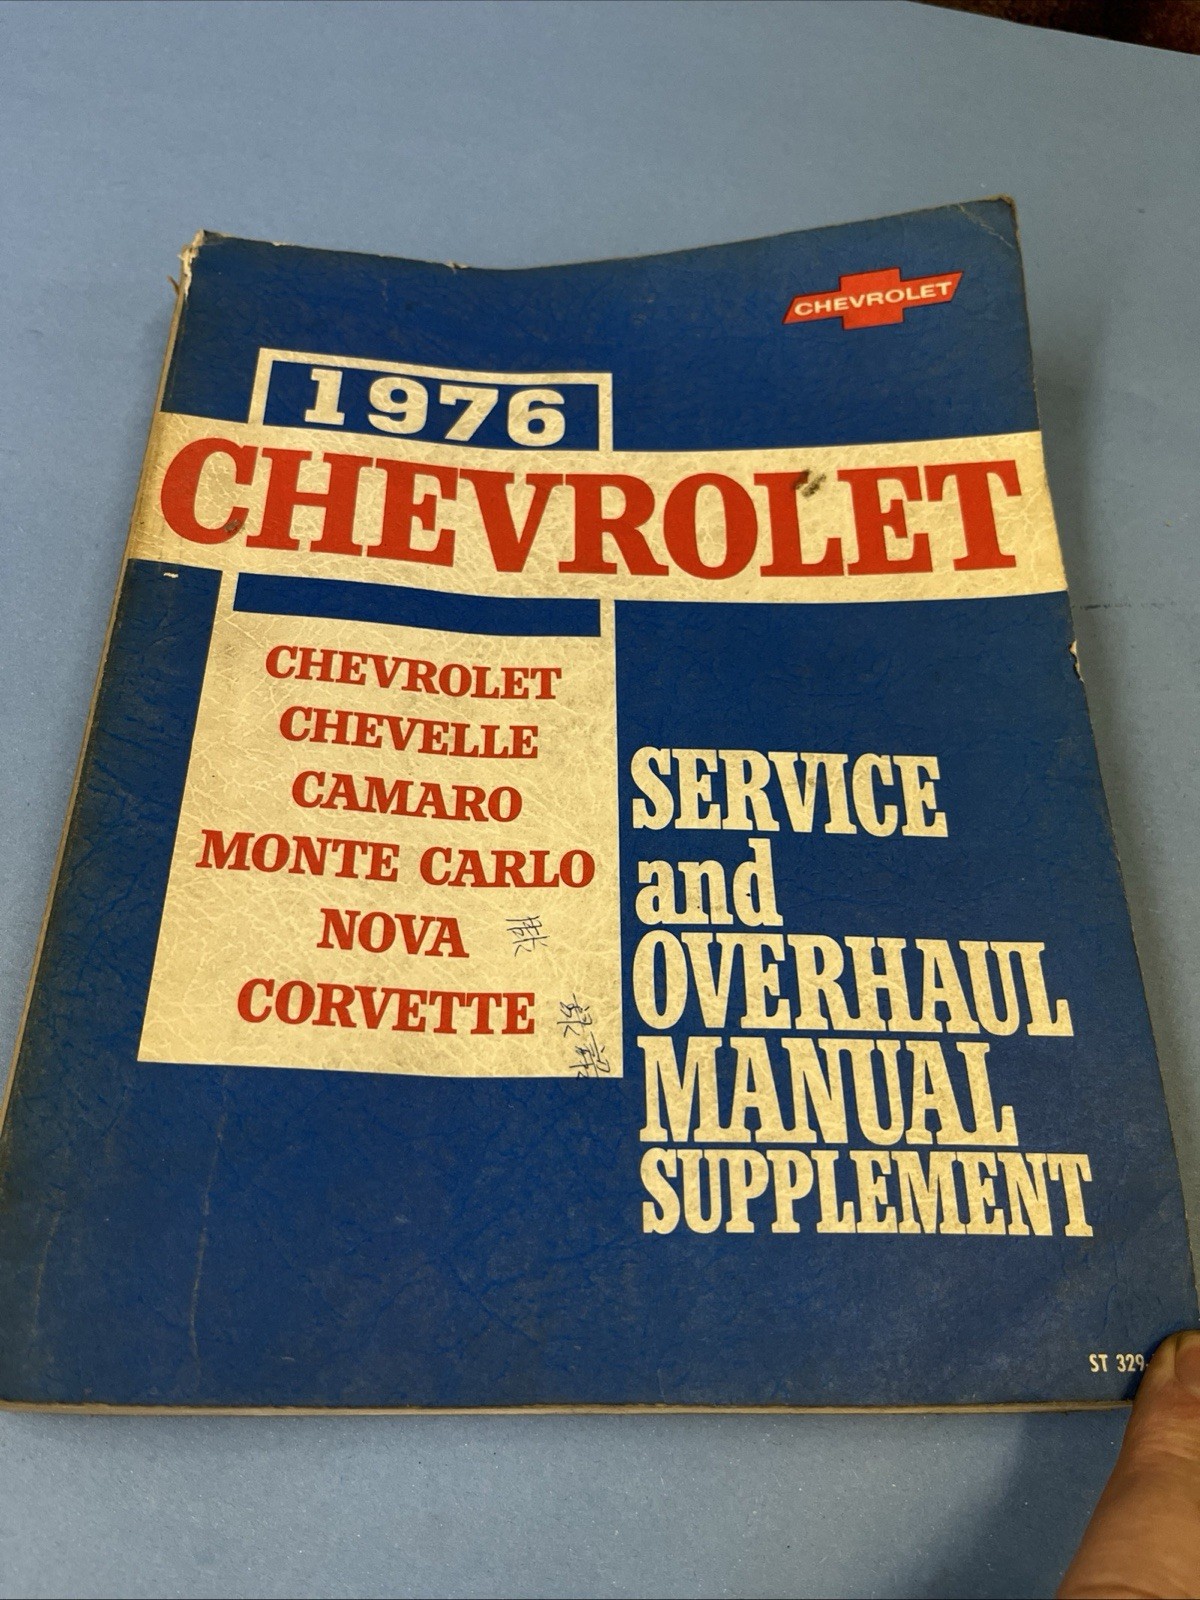 CHEVROLET
1976
CHEVROLET
CHEVROLET
CHEVELLE
CAMARO
MONTE CARLO
NOVA
CORVETTE
SERVICE
and
OVERHAUL
MANUAL
SUPPLEMENT
ST 329-